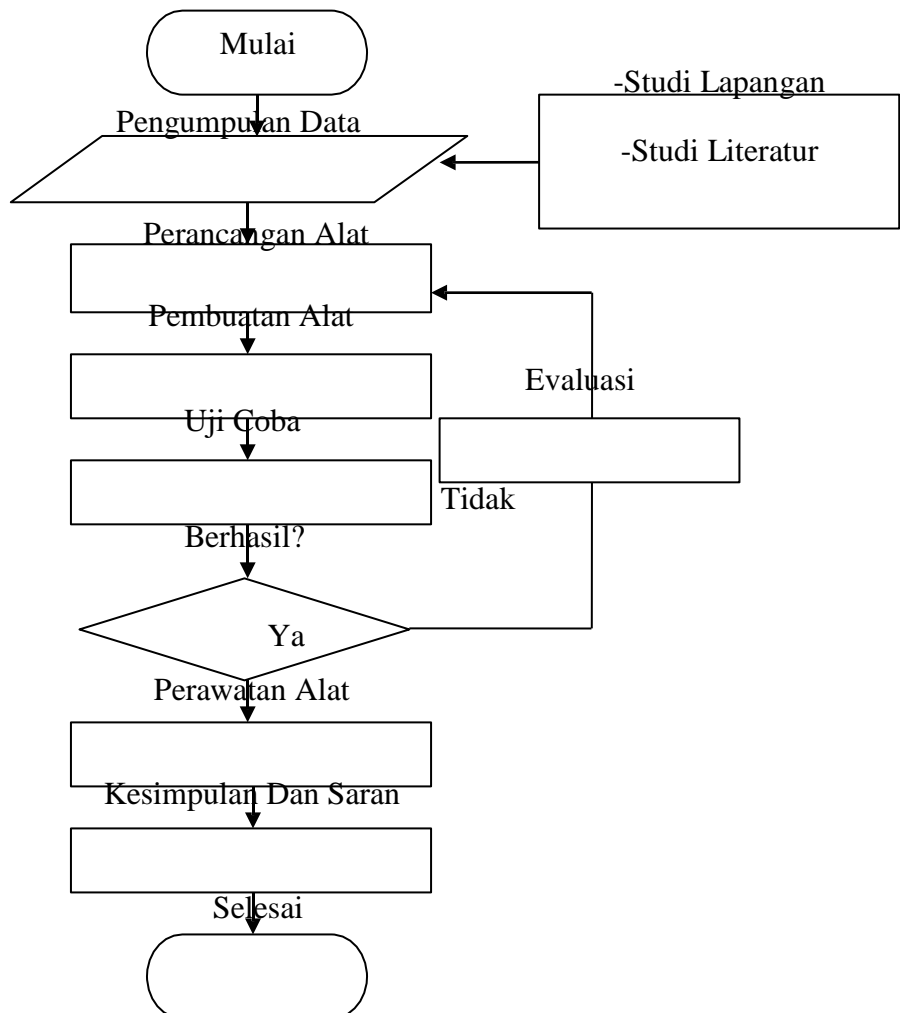 Mulai
-Studi Lapangan
Pengumpulan Data
-Studi Literatur
Perancangan Alat
Pembuatan Alat
Evaluasi
Uji Coba
Tidak
Berhasil?
Ya
Perawatan Alat
Kesimpulan Dan Saran
Selesai